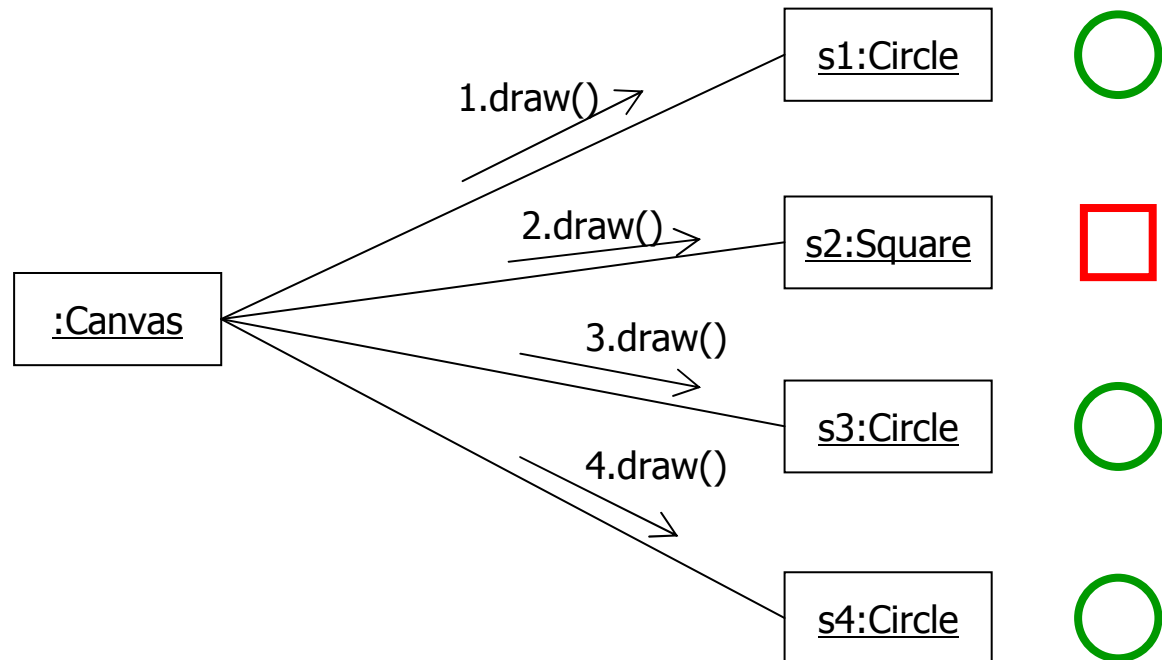 s1:Circle
1.draw()
2.draw()
s2:Square
:Canvas
3.draw()
s3:Circle
4.draw()
s4:Circle